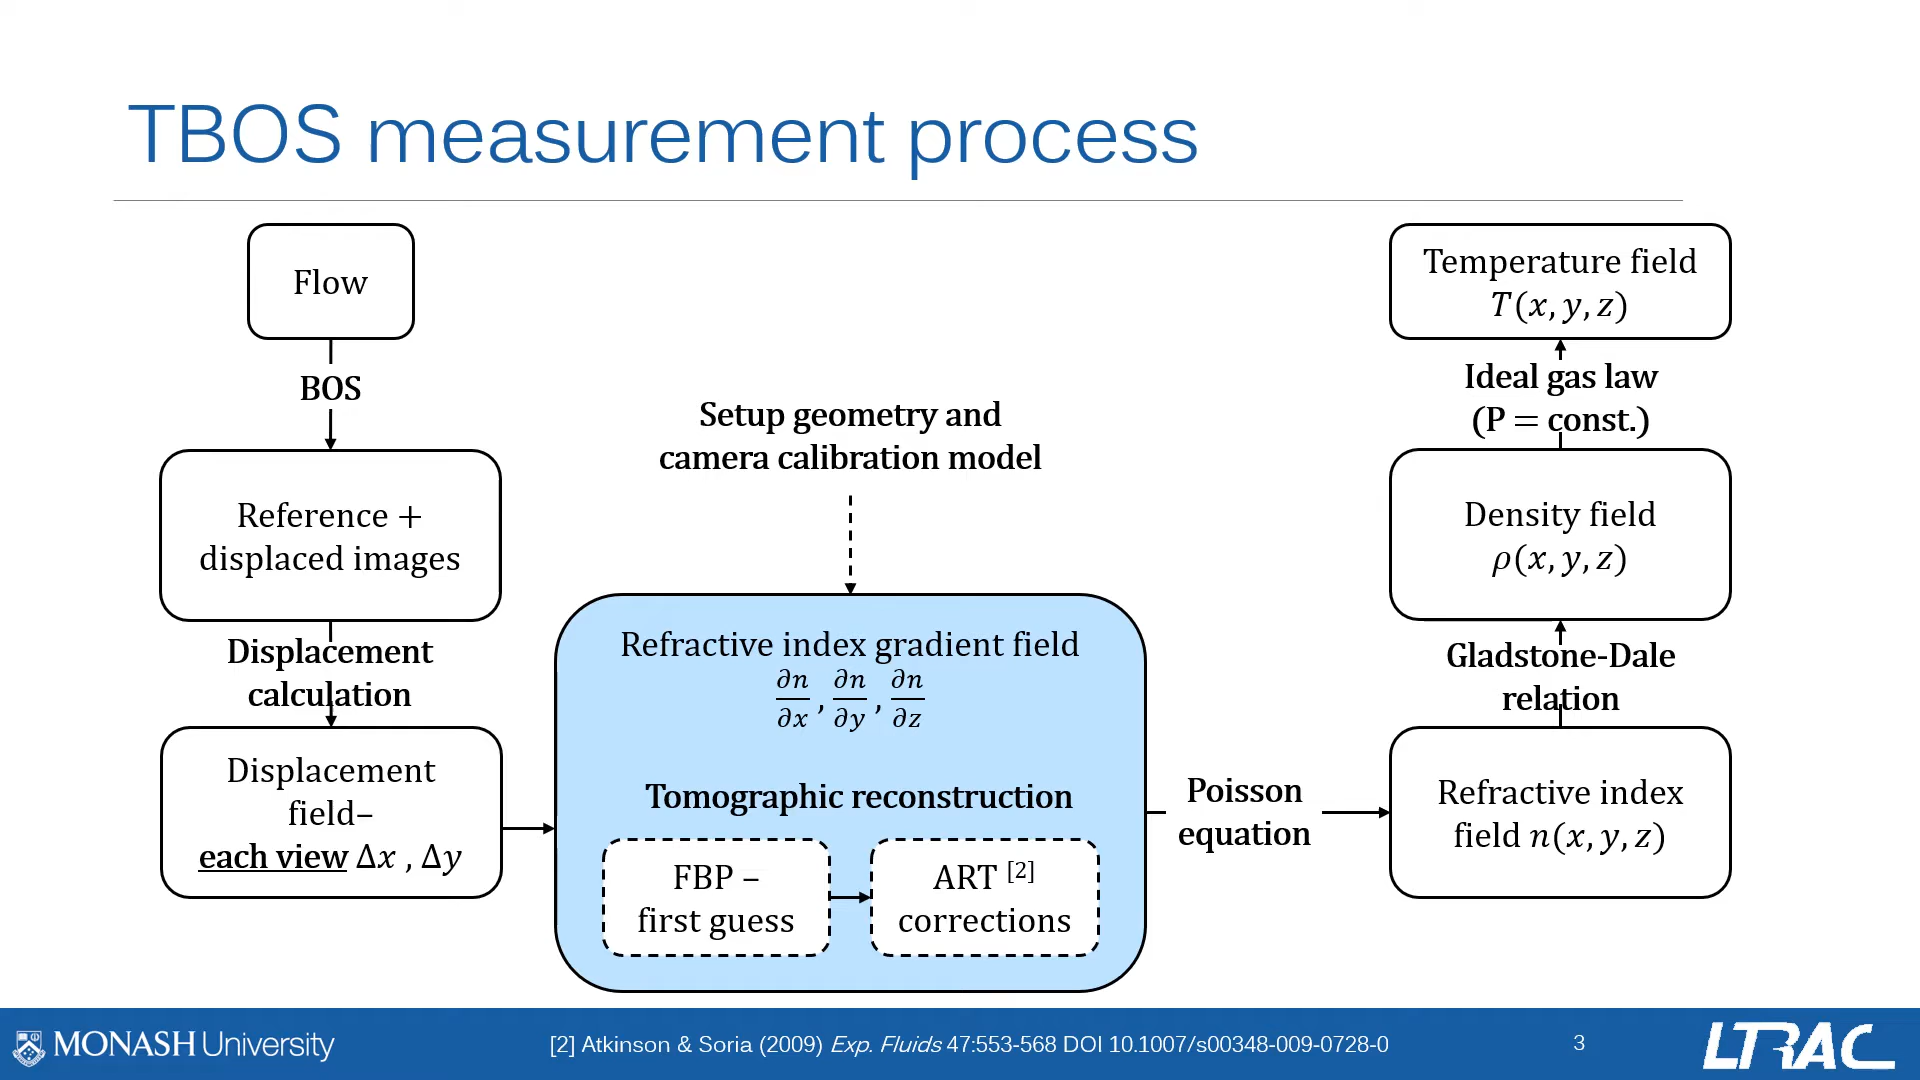 TBOS measurement process
Flow
BOS
Reference +
displaced images
Displacement
calculation
Displacement
field–
each view Δx , Δy
Setup geometry and
camera calibration model
Refractive index gradient field
∂n/∂x , ∂n/∂y , ∂n/∂z
Tomographic reconstruction
FBP –
first guess
ART [2]
corrections
Poisson
equation
Refractive index
field n(x, y, z)
Gladstone-Dale
relation
Density field
ρ(x, y, z)
Ideal gas law
(P = const.)
Temperature field
T(x, y, z)
MONASH University
[2] Atkinson & Soria (2009) Exp. Fluids 47:553-568 DOI 10.1007/s00348-009-0728-0
3
LTRAC